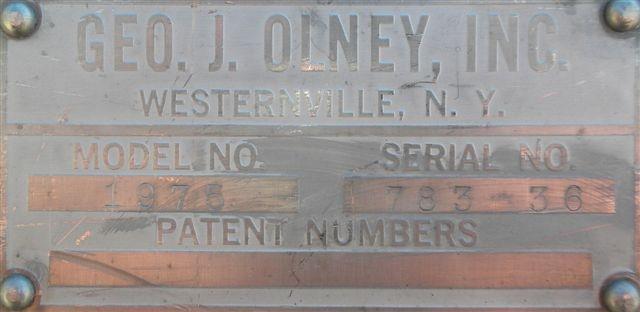 GEO. J. OLNEY, INC.
WESTERNVILLE, N. Y.
MODEL NO. SERIAL NO.
1975 783 36
PATENT NUMBERS